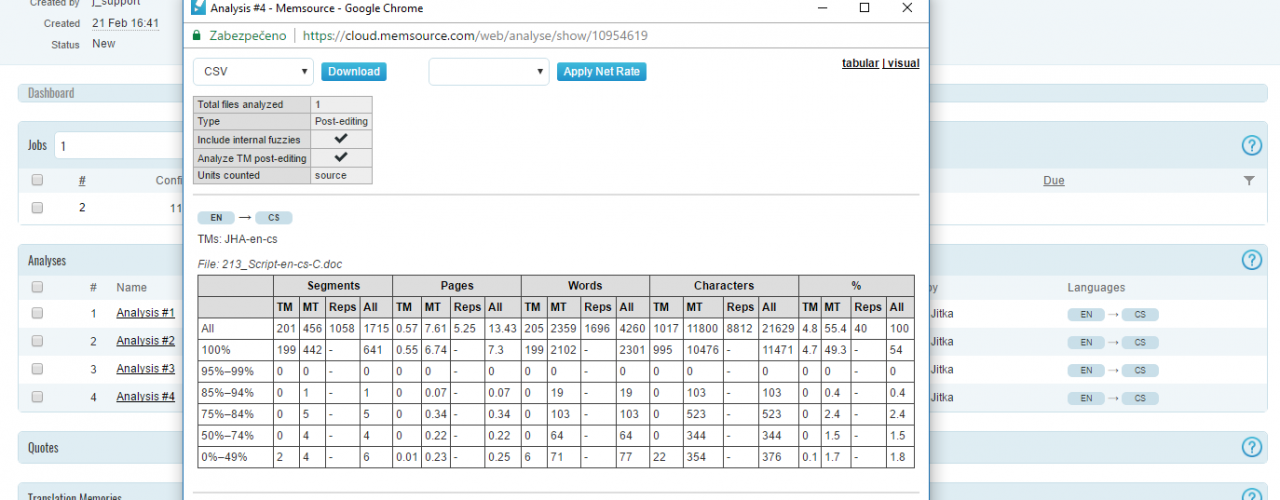 Created by j_support
Created 21 Feb 16:41
Status New
Dashboard
Jobs 1
# Confi Due
2 11
Analyses
# Name by Languages
1 Analysis #1 Jitka EN → CS
2 Analysis #2 Jitka EN → CS
3 Analysis #3 Jitka EN → CS
4 Analysis #4 Jitka EN → CS
Quotes
Translation Memories
Analysis #4 - Memsource - Google Chrome
Zabezpečeno | https://cloud.memsource.com/web/analyse/show/10954619
CSV Download Apply Net Rate tabular | visual
Total files analyzed 1
Type Post-editing
Include internal fuzzies ✔
Analyze TM post-editing ✔
Units counted source
EN → CS
TMs: JHA-en-cs
File: 213_Script-en-cs-C.doc
Segments Pages Words Characters %
TM MT Reps All TM MT Reps All TM MT Reps All TM MT Reps All TM MT Reps All
All 201 456 1058 1715 0.57 7.61 5.25 13.43 205 2359 1696 4260 1017 11800 8812 21629 4.8 55.4 40 100
100% 199 442 - 641 0.55 6.74 - 7.3 199 2102 - 2301 995 10476 - 11471 4.7 49.3 - 54
95%–99% 0 0 - 0 0 0 - 0 0 0 - 0 0 0 - 0 0 0 - 0
85%–94% 0 1 - 1 0 0.07 - 0.07 0 19 - 19 0 103 - 103 0 0.4 - 0.4
75%–84% 0 5 - 5 0 0.34 - 0.34 0 103 - 103 0 523 - 523 0 2.4 - 2.4
50%–74% 0 4 - 4 0 0.22 - 0.22 0 64 - 64 0 344 - 344 0 1.5 - 1.5
0%–49% 2 4 - 6 0.01 0.23 - 0.25 6 71 - 77 22 354 - 376 0.1 1.7 - 1.8